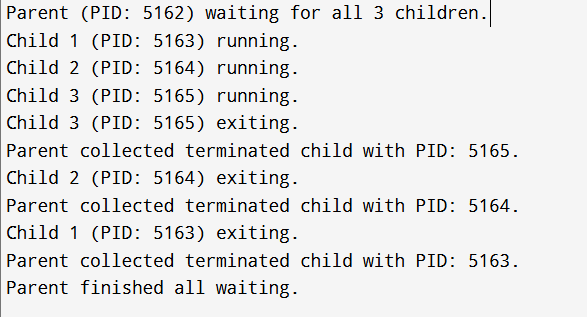 Parent (PID: 5162) waiting for all 3 children.
Child 1 (PID: 5163) running.
Child 2 (PID: 5164) running.
Child 3 (PID: 5165) running.
Child 3 (PID: 5165) exiting.
Parent collected terminated child with PID: 5165.
Child 2 (PID: 5164) exiting.
Parent collected terminated child with PID: 5164.
Child 1 (PID: 5163) exiting.
Parent collected terminated child with PID: 5163.
Parent finished all waiting.